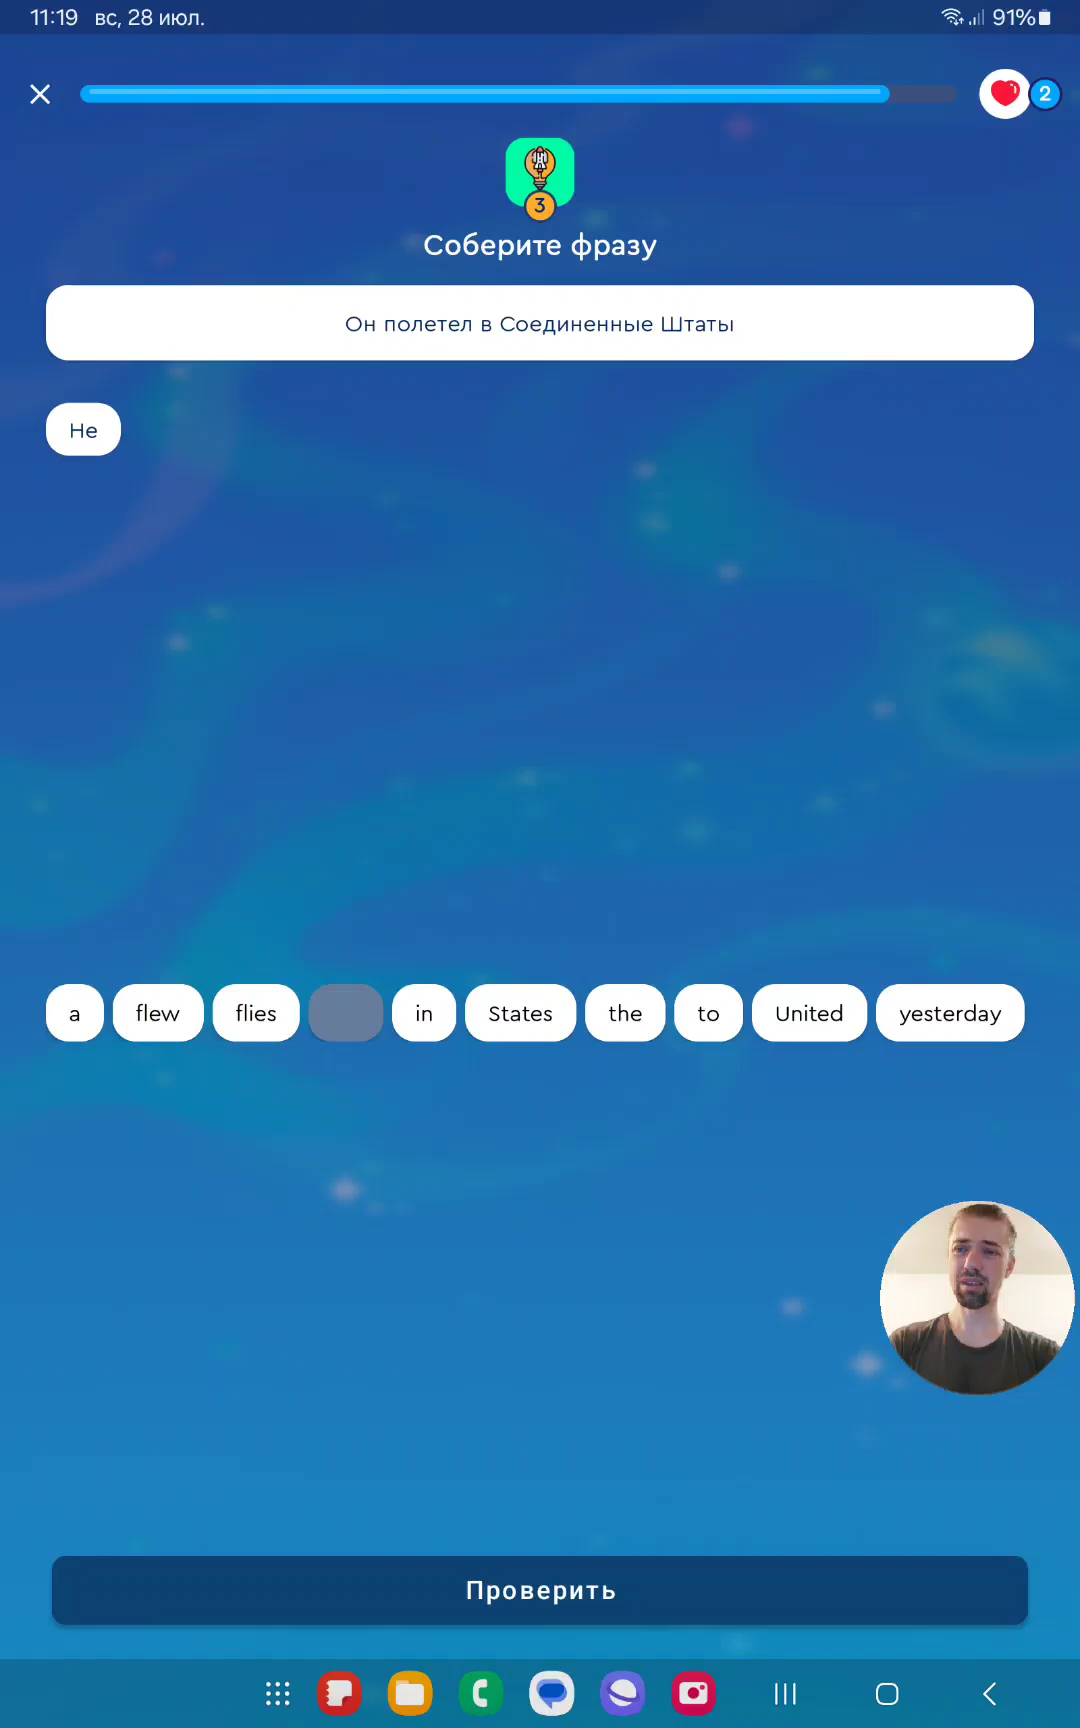 11:19 вс, 28 июл. 91%
2
3
Соберите фразу
Он полетел в Соединенные Штаты
He
a flew flies in States the to United yesterday
Проверить